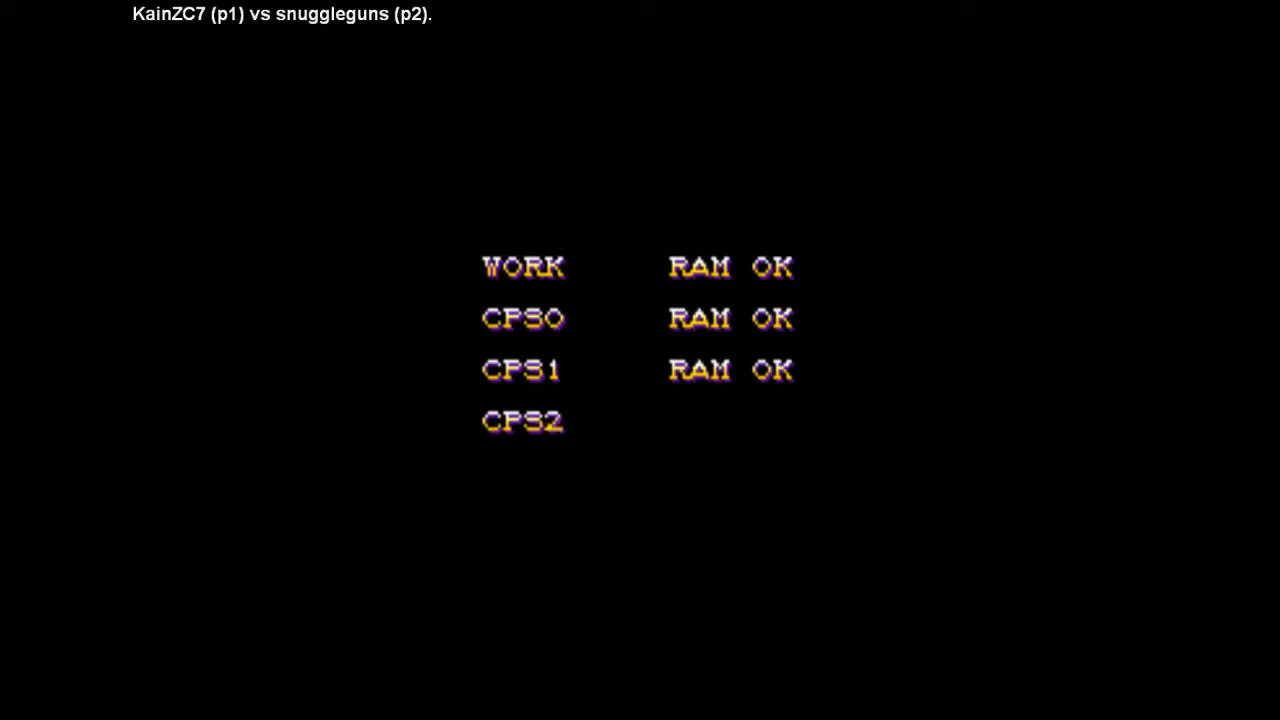 KainZC7 (p1) vs snuggleguns (p2).
WORK RAM OK
CPS0 RAM OK
CPS1 RAM OK
CPS2